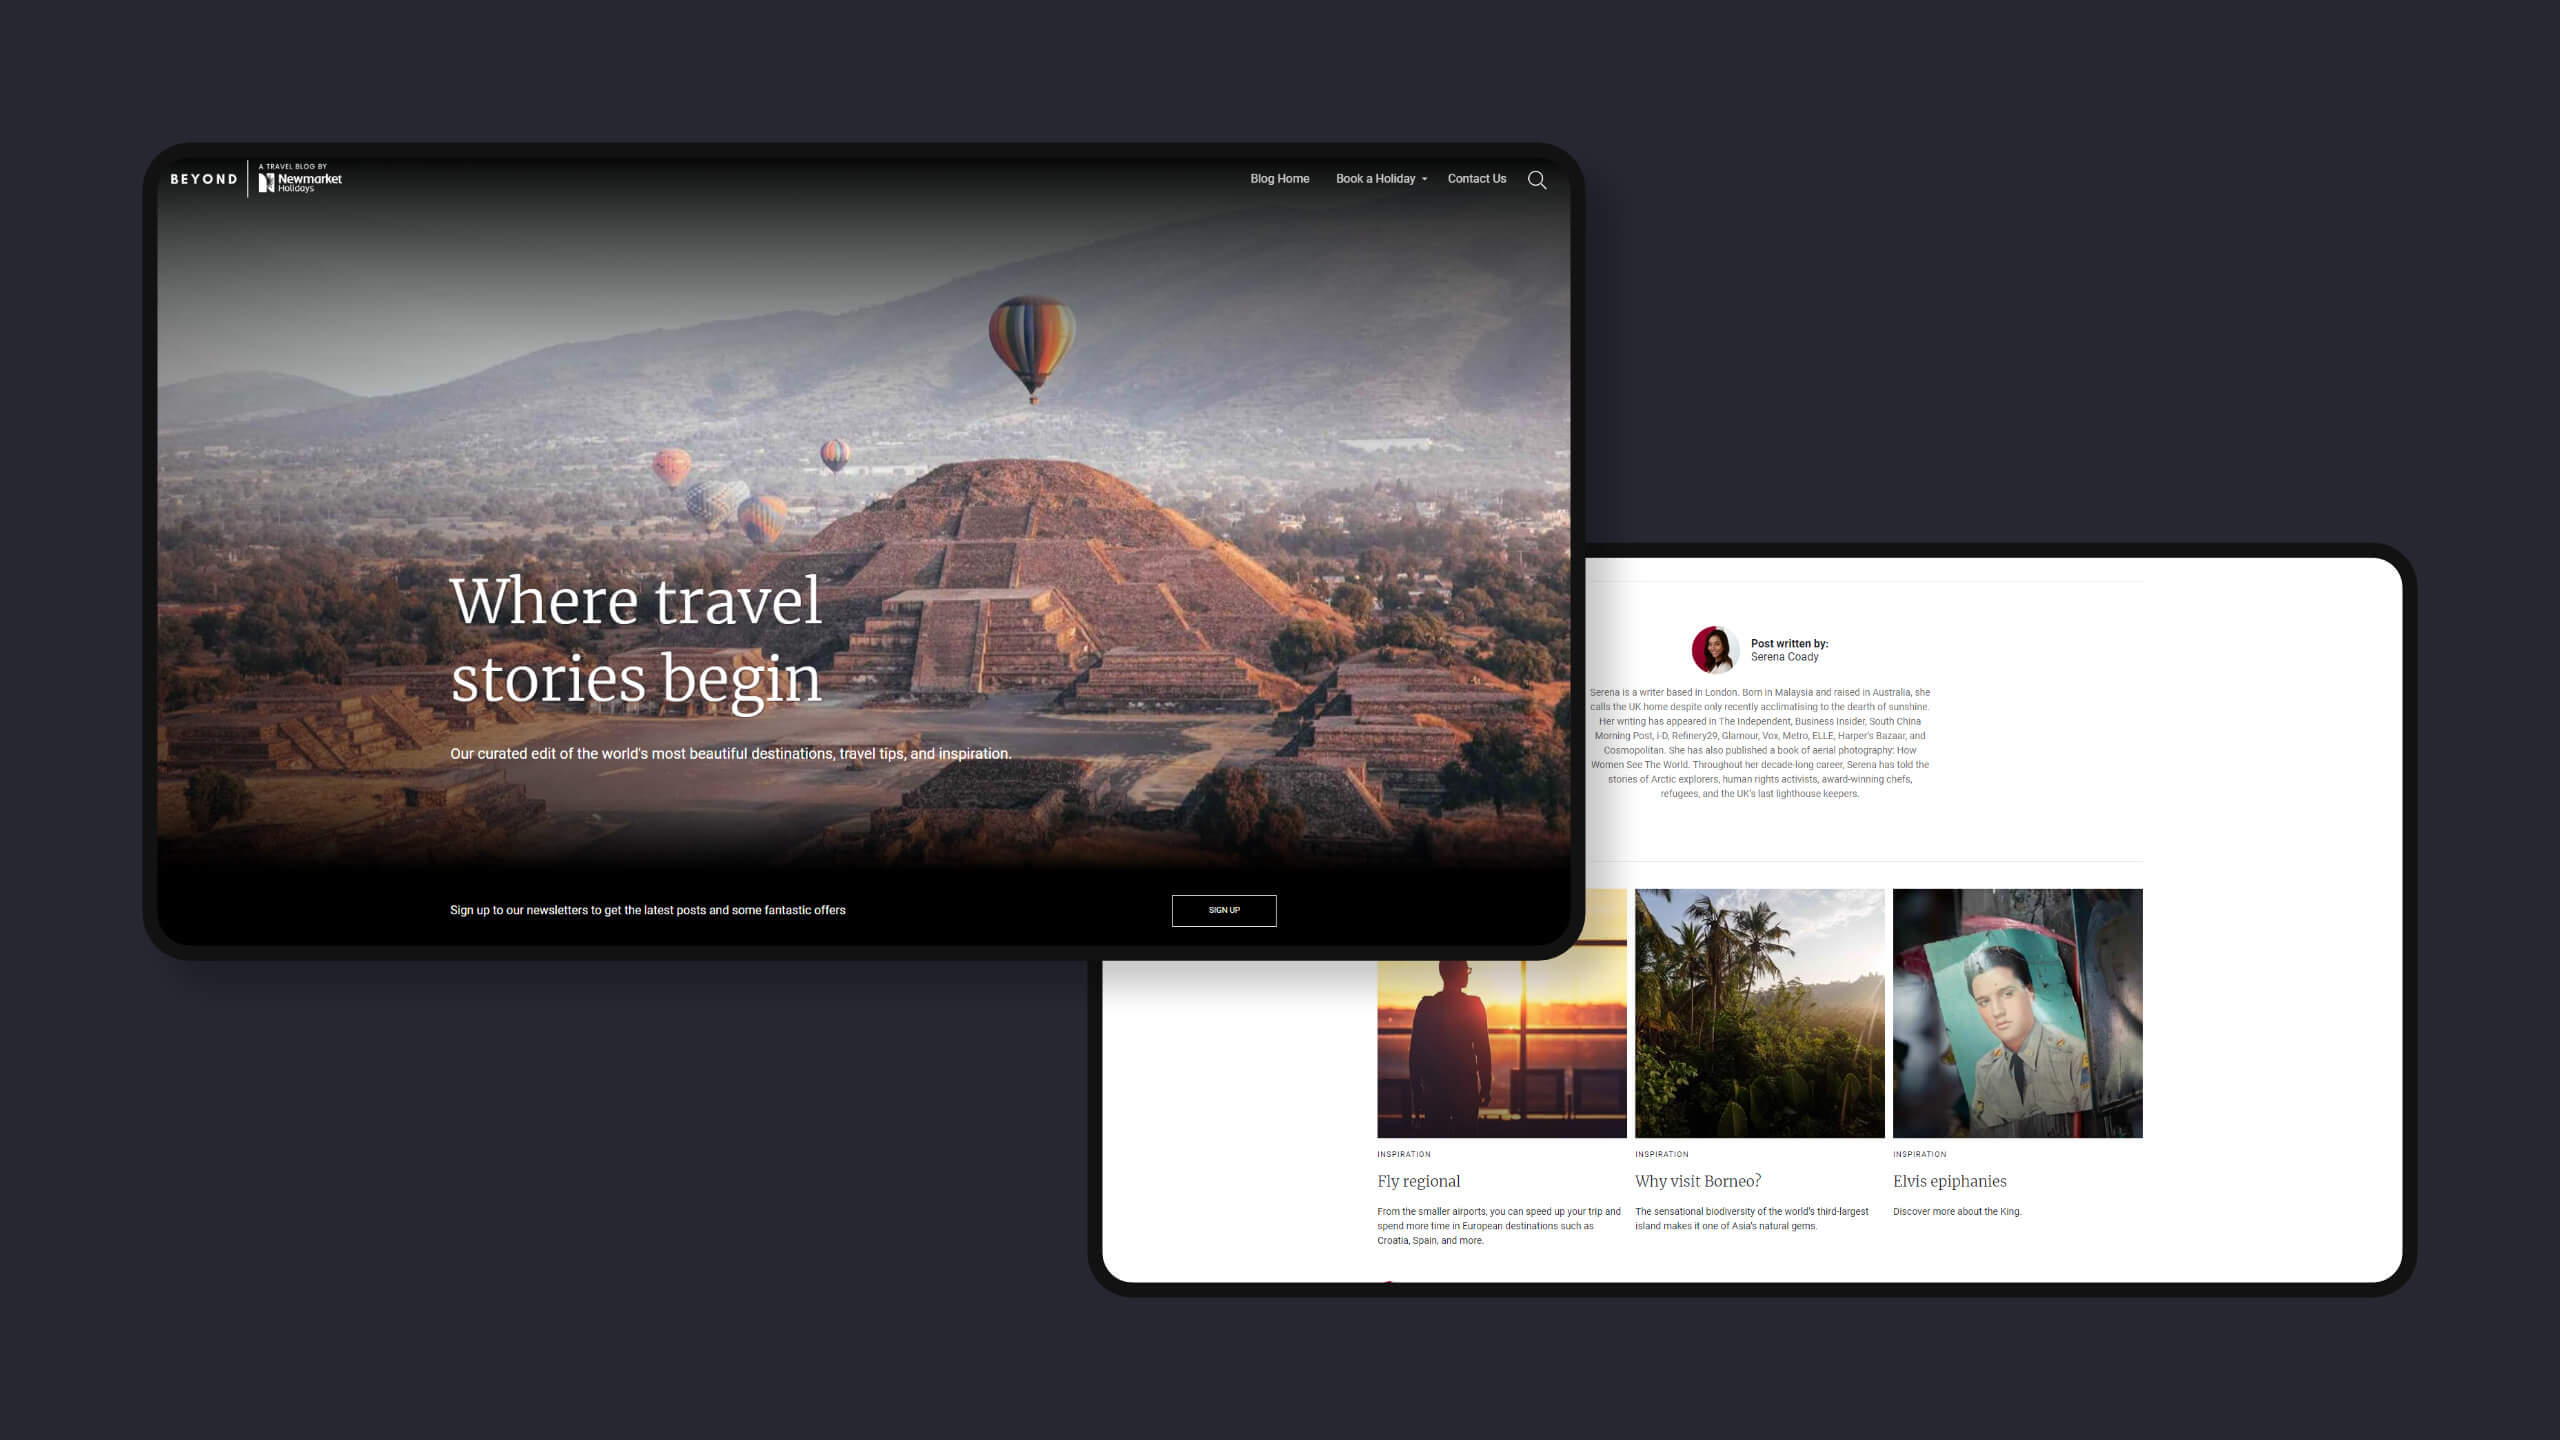 BEYOND
A TRAVEL BLOG BY
Newmarket
Holidays
Blog Home
Book a Holiday
Contact Us
Where travel
stories begin
Our curated edit of the world's most beautiful destinations, travel tips, and inspiration.
Sign up to our newsletters to get the latest posts and some fantastic offers
SIGN UP
Post written by:
Serena Coady
Serena is a writer based in London. Born in Malaysia and raised in Australia, she
calls the UK home despite only recently acclimatising to the dearth of sunshine.
Her writing has appeared in The Independent, Business Insider, South China
Morning Post, i-D, Refinery29, Glamour, Vox, Metro, ELLE, Harper's Bazaar, and
Cosmopolitan. She has also published a book of aerial photography: How
Women See The World. Throughout her decade-long career, Serena has told the
stories of Arctic explorers, human rights activists, award-winning chefs,
refugees, and the UK's last lighthouse keepers.
INSPIRATION
Fly regional
From the smaller airports, you can speed up your trip and
spend more time in European destinations such as
Croatia, Spain, and more.
INSPIRATION
Why visit Borneo?
The sensational biodiversity of the world's third-largest
island makes it one of Asia's natural gems.
INSPIRATION
Elvis epiphanies
Discover more about the King.